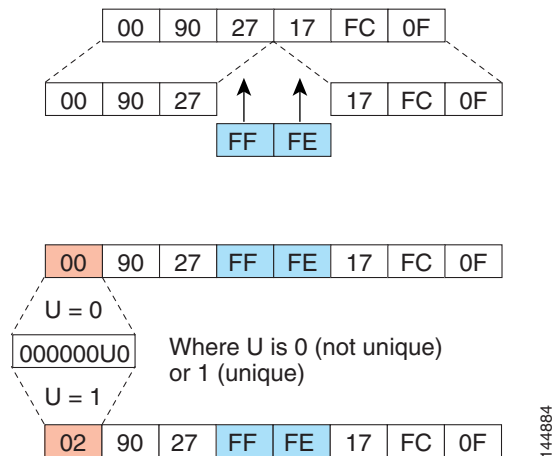 00 90 27 17 FC 0F
00 90 27 17 FC 0F
FF FE
00 90 27 FF FE 17 FC 0F
U = 0
000000U0
Where U is 0 (not unique)
or 1 (unique)
U = 1
02 90 27 FF FE 17 FC 0F
144884